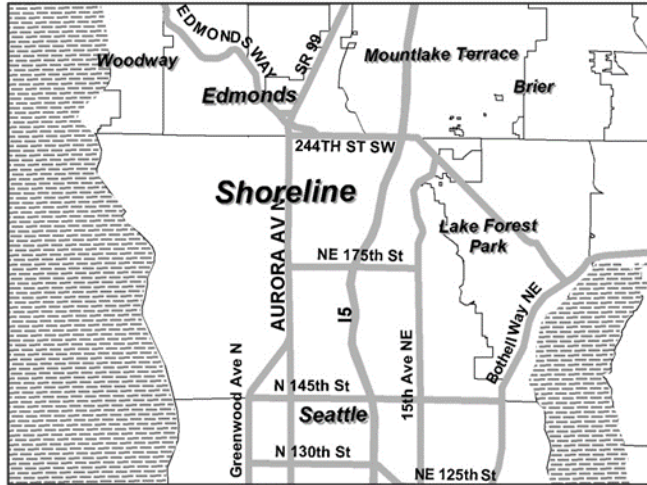 EDMONDS WAY
SR 99
Woodway
Mountlake Terrace
Edmonds
Brier
244TH ST SW
Shoreline
AURORA AV N
Lake Forest
Park
NE 175th St
I5
Bothell Way NE
15th Ave NE
Greenwood Ave N
N 145th St
Seattle
N 130th St
NE 125th St